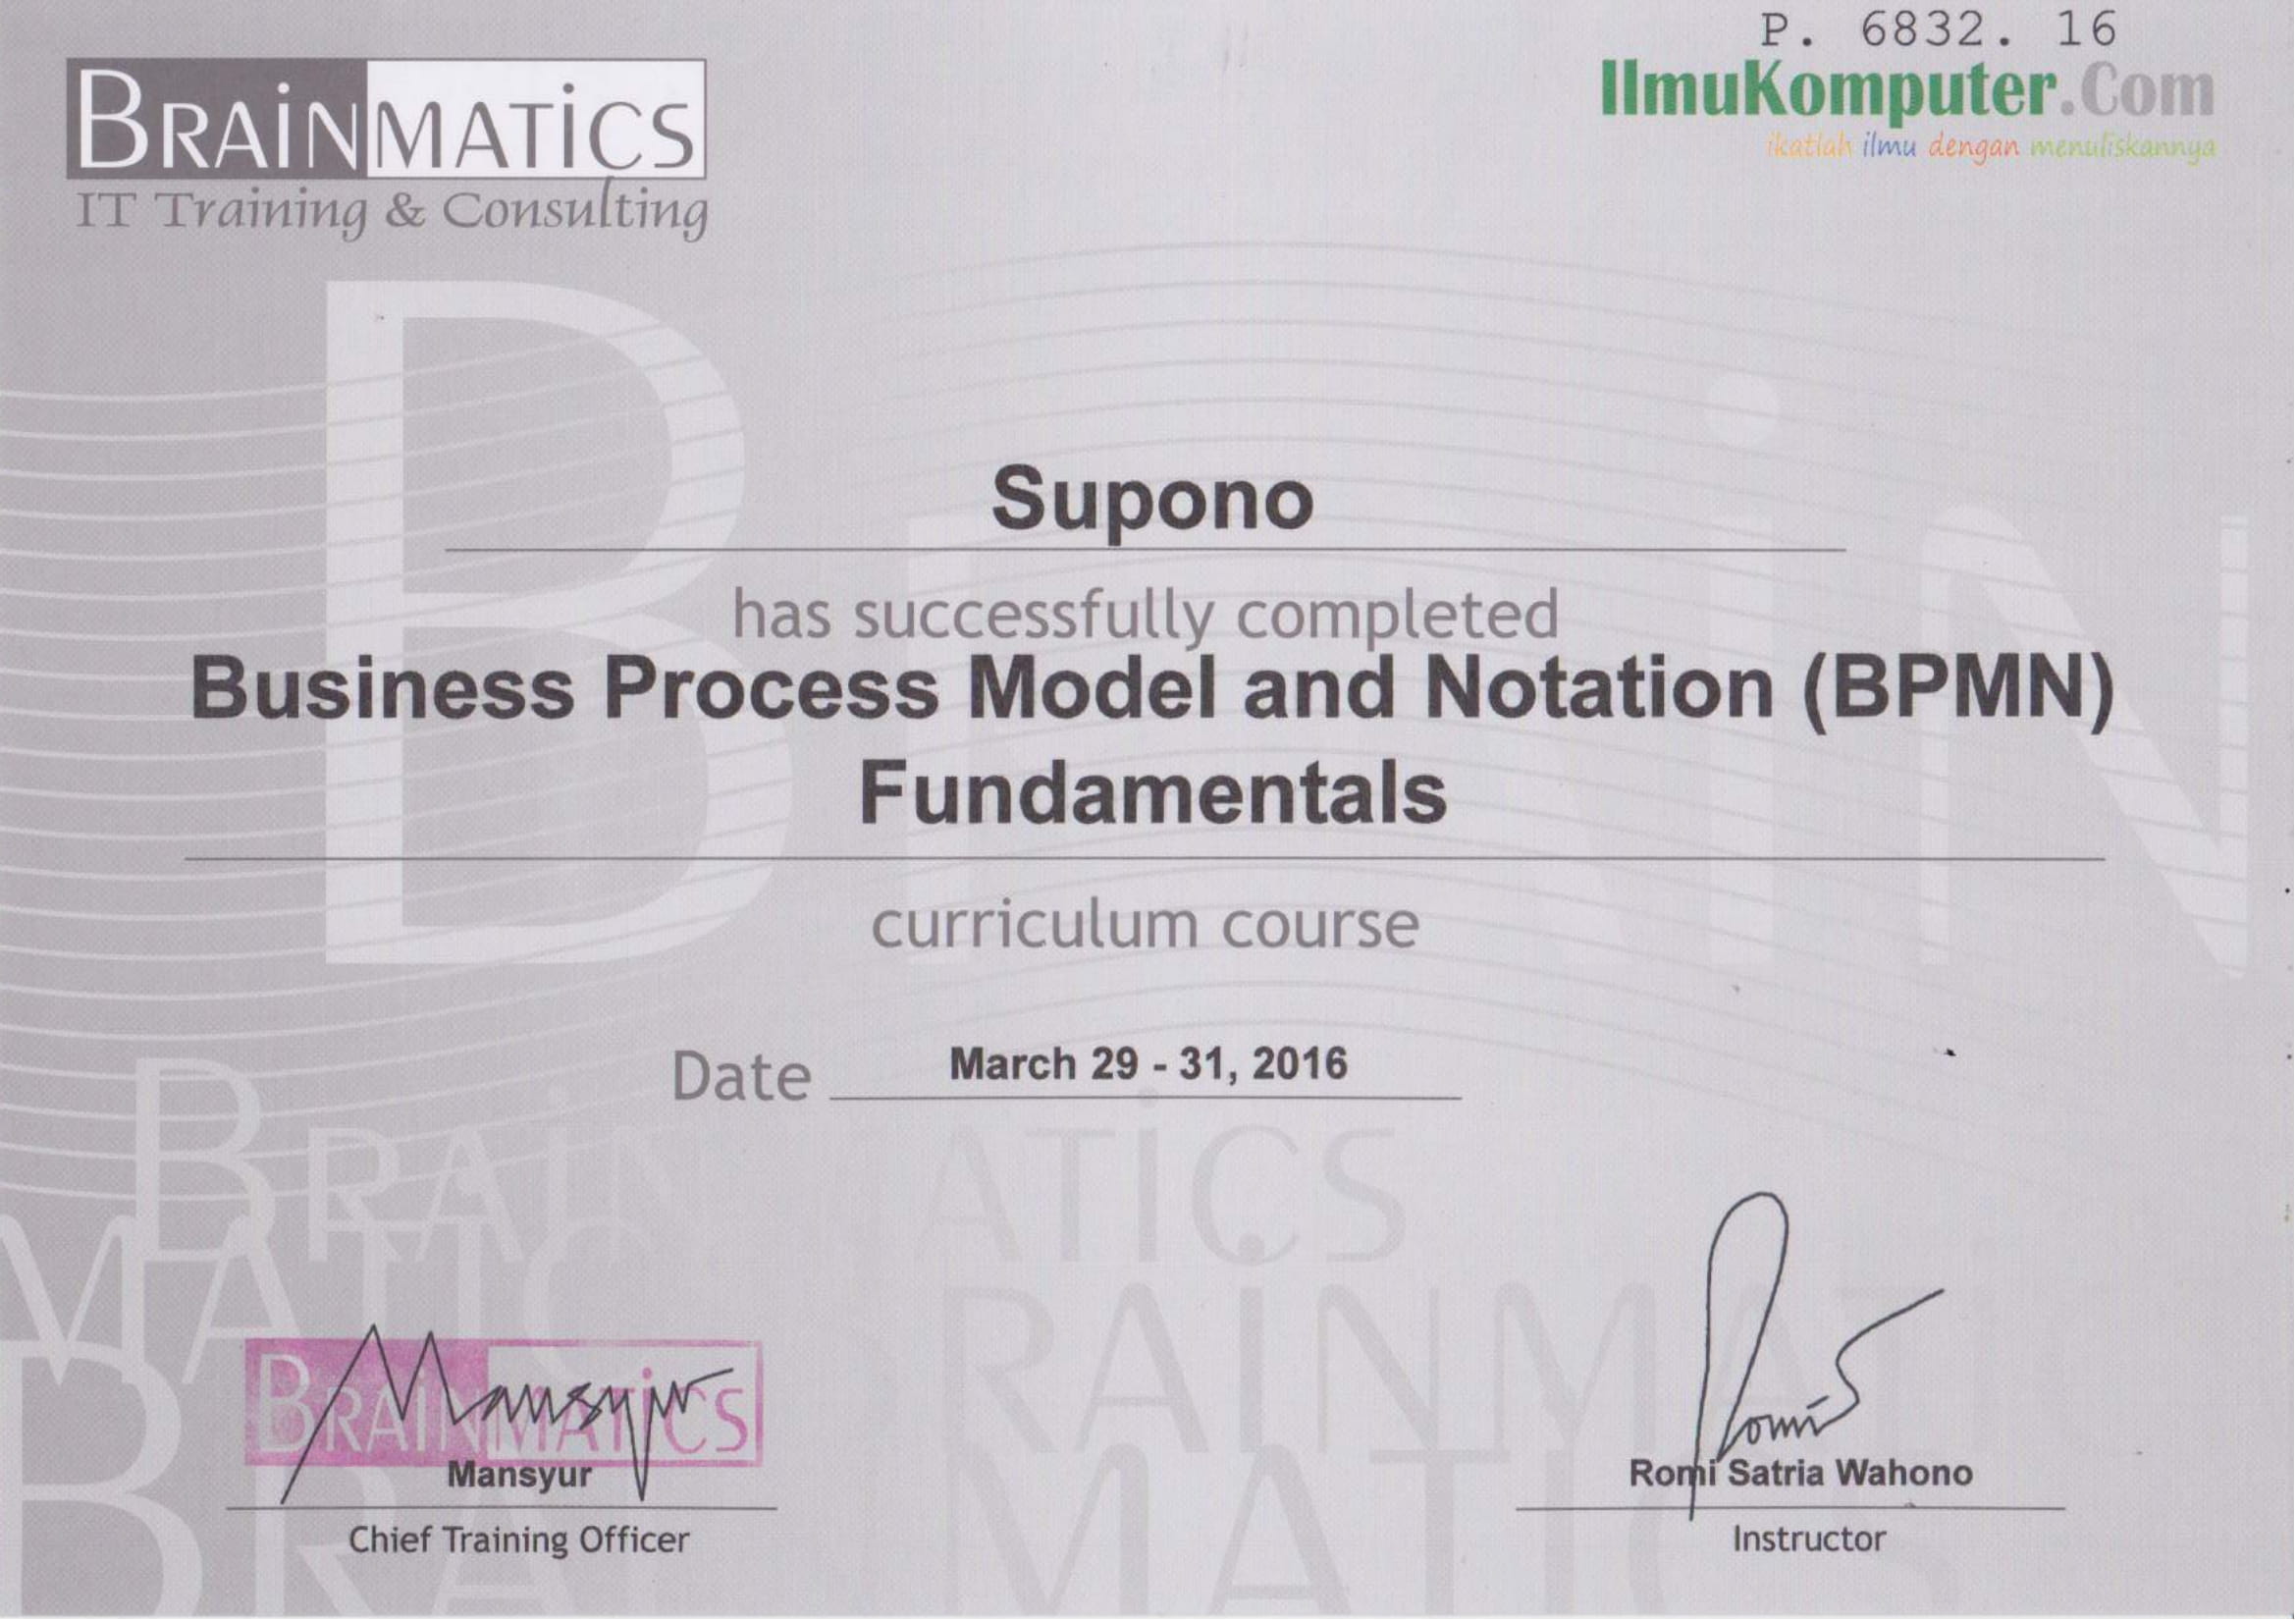 P. 6832. 16
BRAINMATICS
IT Training & Consulting
IlmuKomputer.Com
ikatlah ilmu dengan menuliskannya
Supono
has successfully completed
Business Process Model and Notation (BPMN)
Fundamentals
curriculum course
Date March 29 - 31, 2016
BRAINMATICS
Mansyur
Mansyur
Chief Training Officer
Romi
Romi Satria Wahono
Instructor